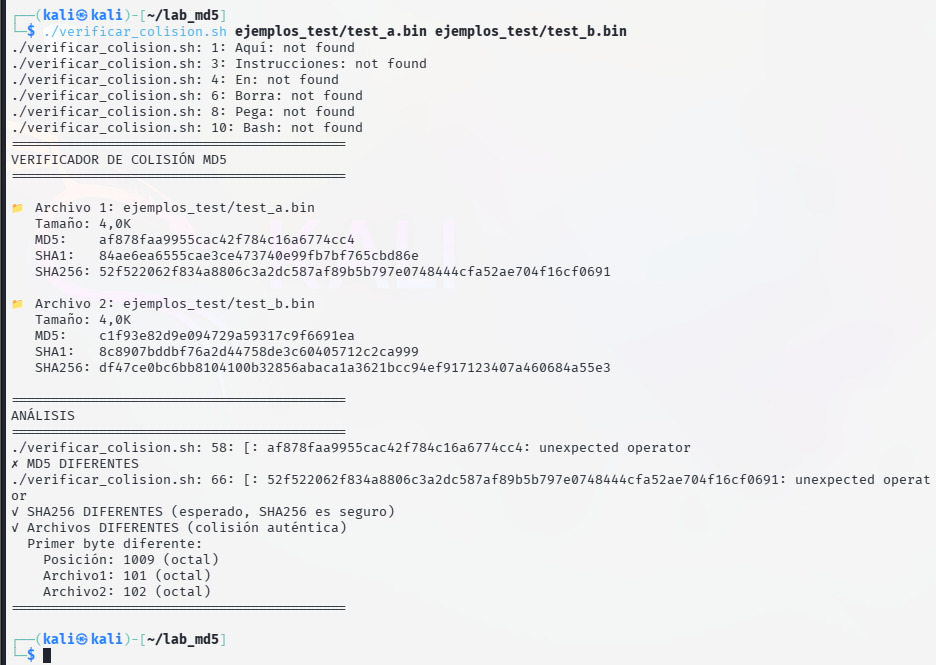 ┌──(kali㉿kali)-[~/lab_md5]
└─$ ./verificar_colision.sh ejemplos_test/test_a.bin ejemplos_test/test_b.bin
./verificar_colision.sh: 1: Aquí: not found
./verificar_colision.sh: 3: Instrucciones: not found
./verificar_colision.sh: 4: En: not found
./verificar_colision.sh: 6: Borra: not found
./verificar_colision.sh: 8: Pega: not found
./verificar_colision.sh: 10: Bash: not found
VERIFICADOR DE COLISIÓN MD5
📁 Archivo 1: ejemplos_test/test_a.bin
Tamaño: 4,0K
MD5: af878faa9955cac42f784c16a6774cc4
SHA1: 84ae6ea6555cae3ce473740e99fb7bf765cbd86e
SHA256: 52f522062f834a8806c3a2dc587af89b5b797e0748444cfa52ae704f16cf0691
📁 Archivo 2: ejemplos_test/test_b.bin
Tamaño: 4,0K
MD5: c1f93e82d9e094729a59317c9f6691ea
SHA1: 8c8907bddbf76a2d44758de3c60405712c2ca999
SHA256: df47ce0bc6bb8104100b32856abaca1a3621bcc94ef917123407a460684a55e3
ANÁLISIS
./verificar_colision.sh: 58: [: af878faa9955cac42f784c16a6774cc4: unexpected operator
✗ MD5 DIFERENTES
./verificar_colision.sh: 66: [: 52f522062f834a8806c3a2dc587af89b5b797e0748444cfa52ae704f16cf0691: unexpected operat
or
√ SHA256 DIFERENTES (esperado, SHA256 es seguro)
√ Archivos DIFERENTES (colisión auténtica)
Primer byte diferente:
Posición: 1009 (octal)
Archivo1: 101 (octal)
Archivo2: 102 (octal)
┌──(kali㉿kali)-[~/lab_md5]
└─$